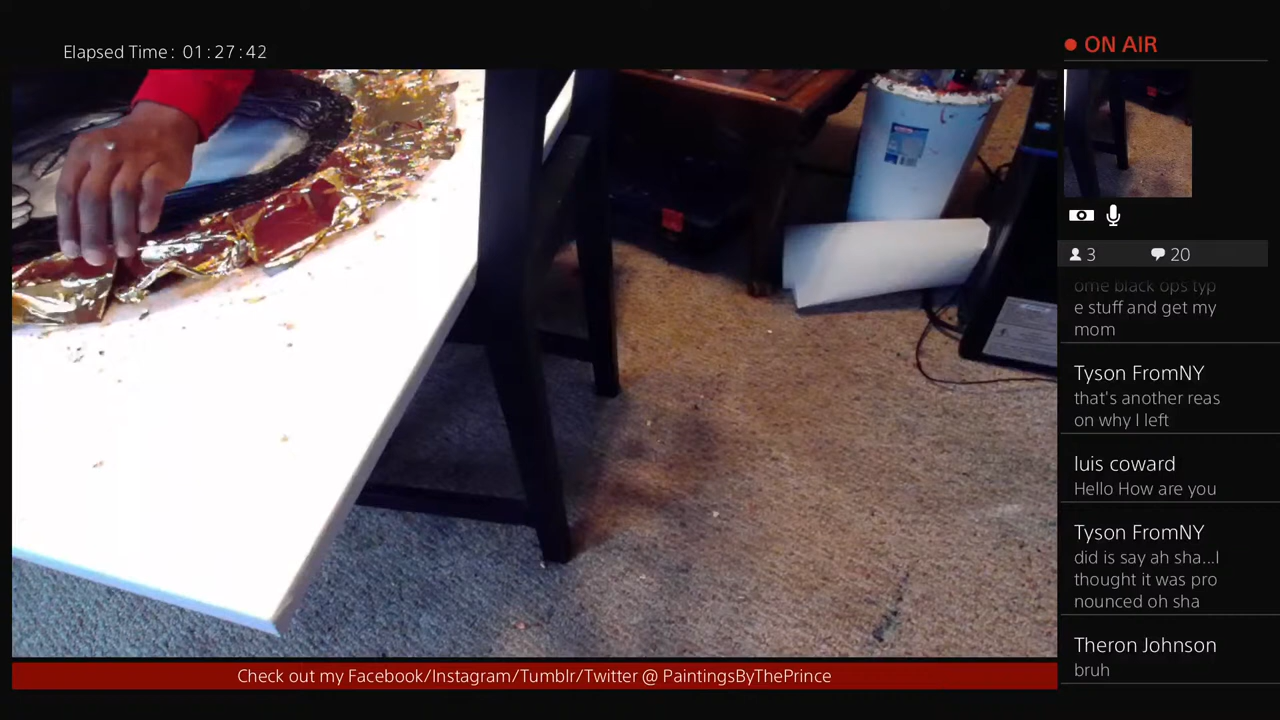 Elapsed Time: 01:27:42
ON AIR
3 20
ome black ops typ
e stuff and get my
mom
Tyson FromNY
that's another reas
on why I left
luis coward
Hello How are you
Tyson FromNY
did is say ah sha...I
thought it was pro
nounced oh sha
Theron Johnson
bruh
Check out my Facebook/Instagram/Tumblr/Twitter @ PaintingsByThePrince